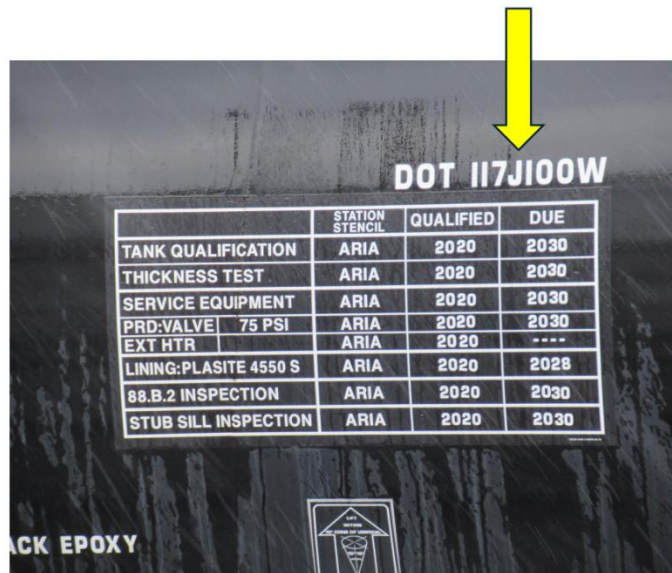 DOT 117J100W
STATION STENCIL QUALIFIED DUE
TANK QUALIFICATION ARIA 2020 2030
THICKNESS TEST ARIA 2020 2030
SERVICE EQUIPMENT ARIA 2020 2030
PRD:VALVE 75 PSI ARIA 2020 2030
EXT HTR ARIA 2020 ----
LINING:PLASITE 4550 S ARIA 2020 2028
88.B.2 INSPECTION ARIA 2020 2030
STUB SILL INSPECTION ARIA 2020 2030
ACK EPOXY